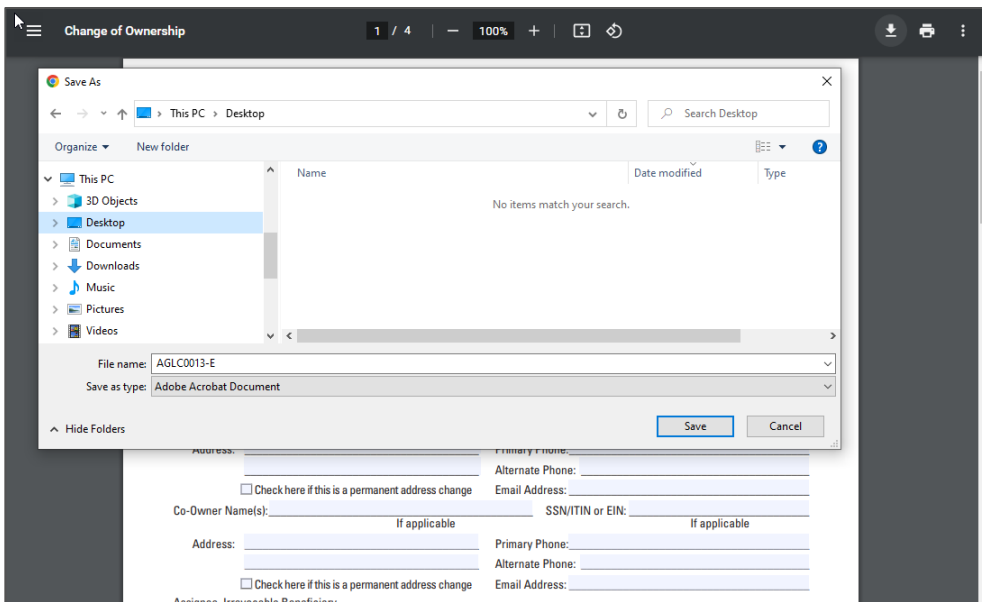 Change of Ownership 1 / 4 100%
Save As
This PC Desktop Search Desktop
Organize New folder
This PC
3D Objects
Desktop
Documents
Downloads
Music
Pictures
Videos
Name Date modified Type
No items match your search.
File name: AGLC0013-E
Save as type: Adobe Acrobat Document
Hide Folders Save Cancel
Address: Primary Phone:
Alternate Phone:
Check here if this is a permanent address change Email Address:
Co-Owner Name(s): SSN/ITIN or EIN:
If applicable If applicable
Address: Primary Phone:
Alternate Phone:
Check here if this is a permanent address change Email Address:
Assignee, Irrevocable Beneficiary